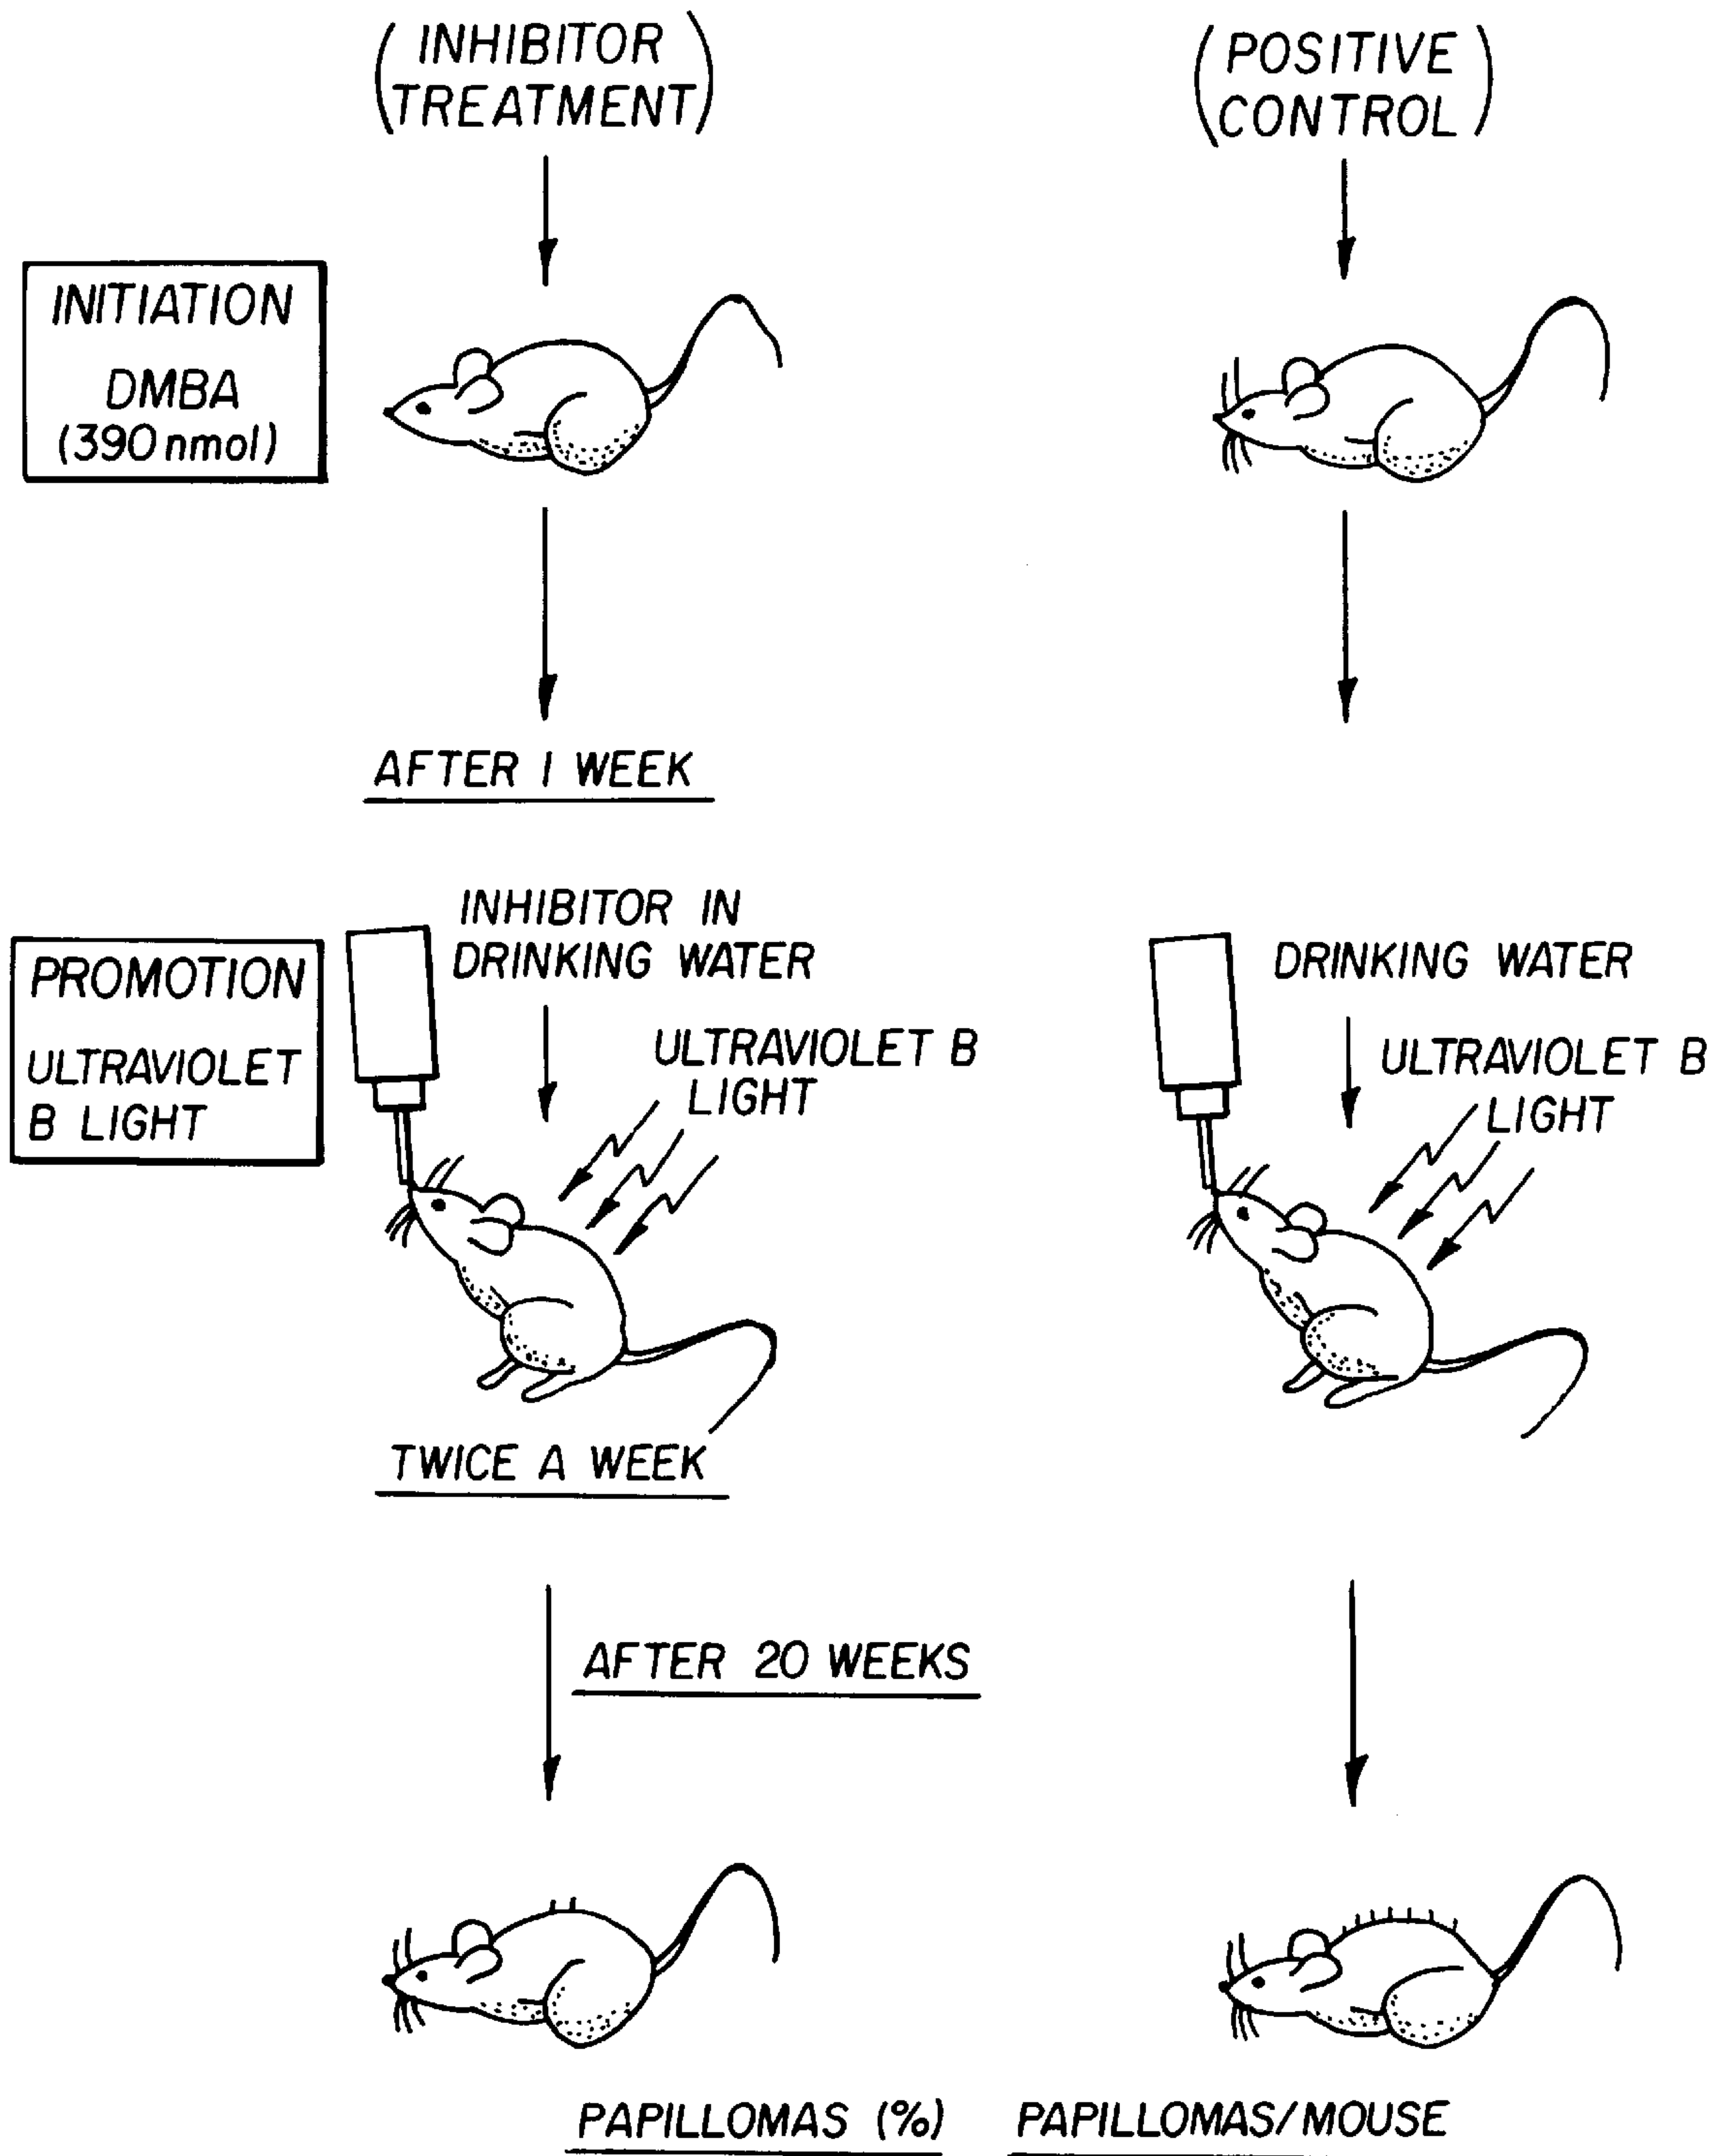 (INHIBITOR
TREATMENT)
(POSITIVE
CONTROL)
INITIATION
DMBA
(390 nmol)
AFTER 1 WEEK
PROMOTION
ULTRAVIOLET
B LIGHT
INHIBITOR IN
DRINKING WATER
ULTRAVIOLET B
LIGHT
DRINKING WATER
ULTRAVIOLET B
LIGHT
TWICE A WEEK
AFTER 20 WEEKS
PAPILLOMAS (%) PAPILLOMAS/MOUSE